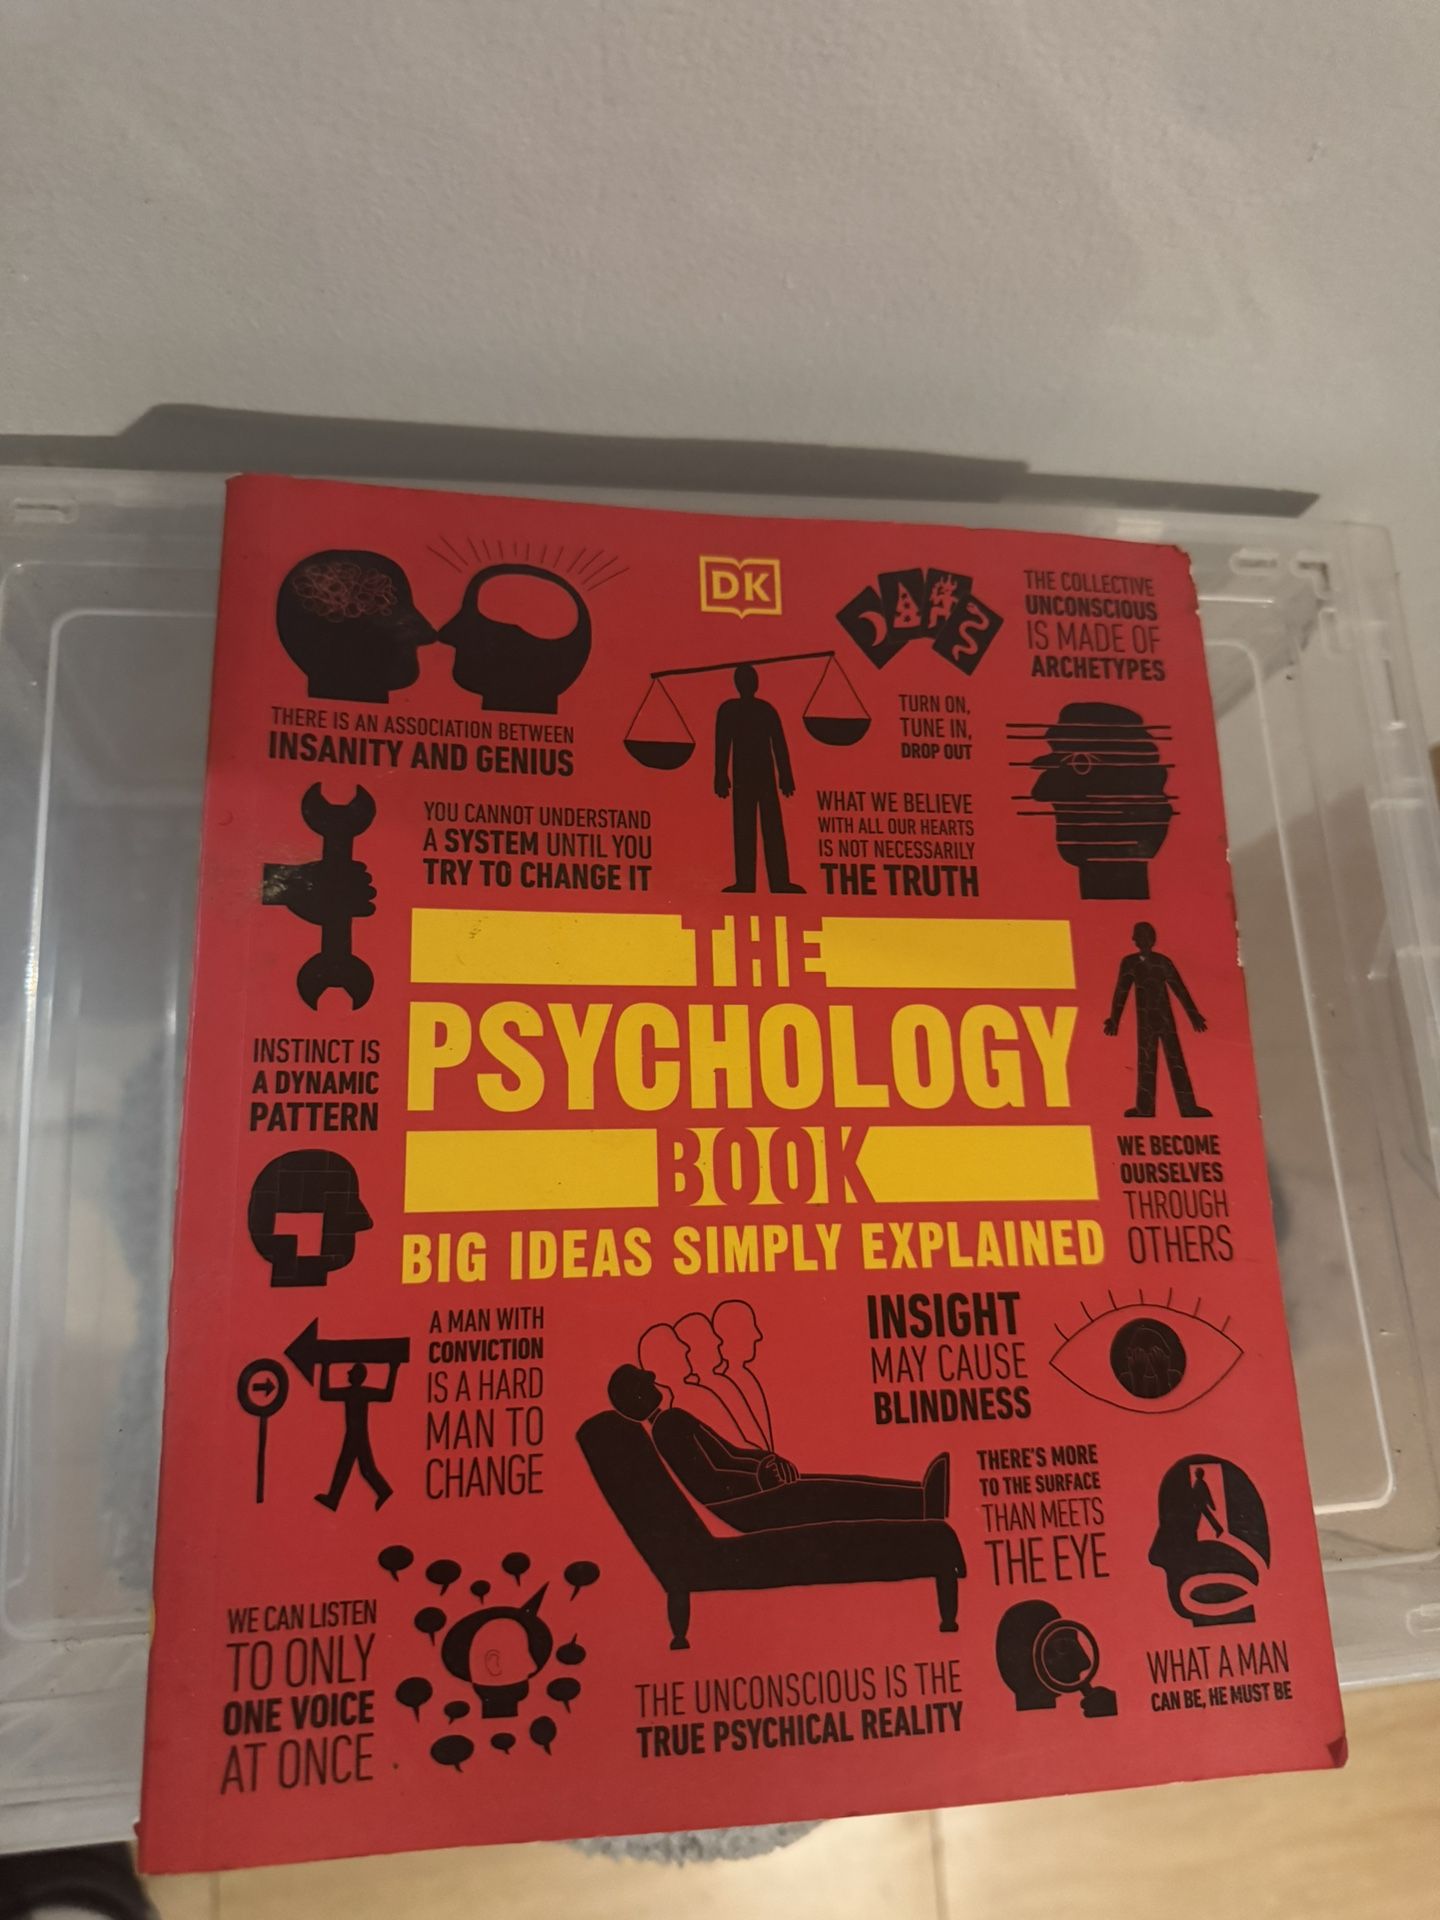 DK
THE COLLECTIVE
UNCONSCIOUS
IS MADE OF
ARCHETYPES
THERE IS AN ASSOCIATION BETWEEN
INSANITY AND GENIUS
TURN ON,
TUNE IN,
DROP OUT
YOU CANNOT UNDERSTAND
A SYSTEM UNTIL YOU
TRY TO CHANGE IT
WHAT WE BELIEVE
WITH ALL OUR HEARTS
IS NOT NECESSARILY
THE TRUTH
THE
PSYCHOLOGY
BOOK
BIG IDEAS SIMPLY EXPLAINED
INSTINCT IS
A DYNAMIC
PATTERN
WE BECOME
OURSELVES
THROUGH
OTHERS
A MAN WITH
CONVICTION
IS A HARD
MAN TO
CHANGE
INSIGHT
MAY CAUSE
BLINDNESS
THERE'S MORE
TO THE SURFACE
THAN MEETS
THE EYE
WE CAN LISTEN
TO ONLY
ONE VOICE
AT ONCE
THE UNCONSCIOUS IS THE
TRUE PSYCHICAL REALITY
WHAT A MAN
CAN BE, HE MUST BE